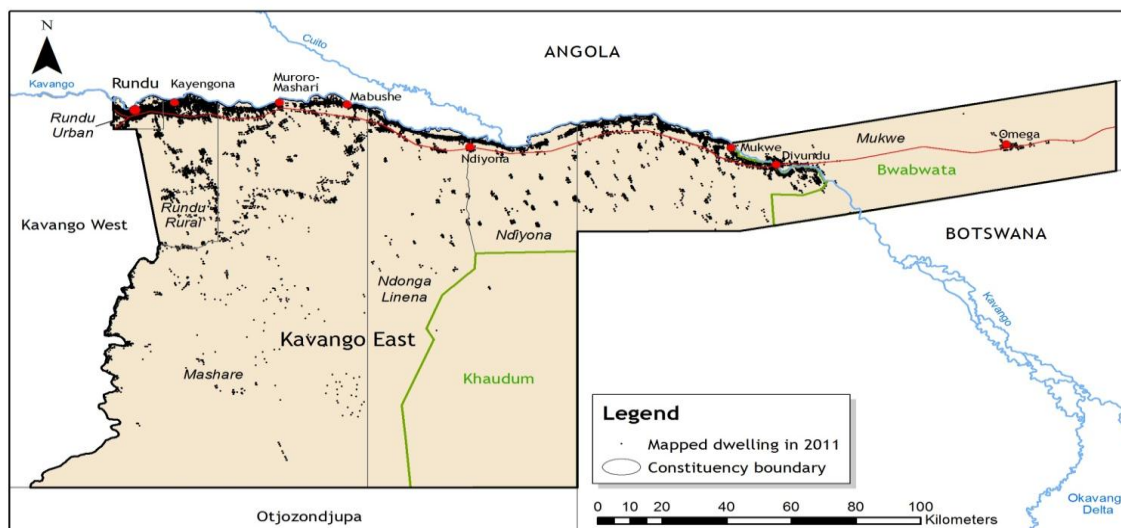 N
ANGOLA
Cuito
Kavango
Rundu
Kayengona
Muroro-
Mashari
Mabushe
Rundu
Urban
Ndiyona
Mukwe
Divundu
Mukwe
Omega
Bwabwata
Kavango West
Rundu
Rural
Ndiyona
BOTSWANA
Ndonga
Linena
Kavango East
Kavango
Mashare
Khaudum
Legend
Mapped dwelling in 2011
Constituency boundary
0 10 20 40 60 80 100
Kilometers
Okavango
Delta
Otjozondjupa